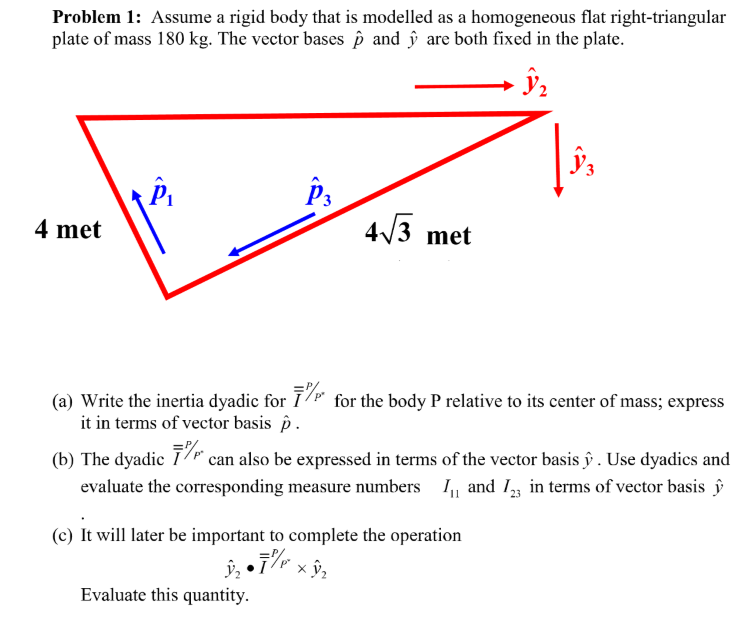 Problem 1: Assume a rigid body that is modelled as a homogeneous flat right-triangular
plate of mass 180 kg. The vector bases p̂ and ŷ are both fixed in the plate.
ŷ₂
ŷ₃
p̂₁
p̂₃
4 met
4√3 met
(a) Write the inertia dyadic for I̿^{P/P*} for the body P relative to its center of mass; express
it in terms of vector basis p̂ .
(b) The dyadic I̿^{P/P*} can also be expressed in terms of the vector basis ŷ . Use dyadics and
evaluate the corresponding measure numbers I₁₁ and I₂₃ in terms of vector basis ŷ
.
(c) It will later be important to complete the operation
ŷ₂ • I̿^{P/P*} × ŷ₂
Evaluate this quantity.